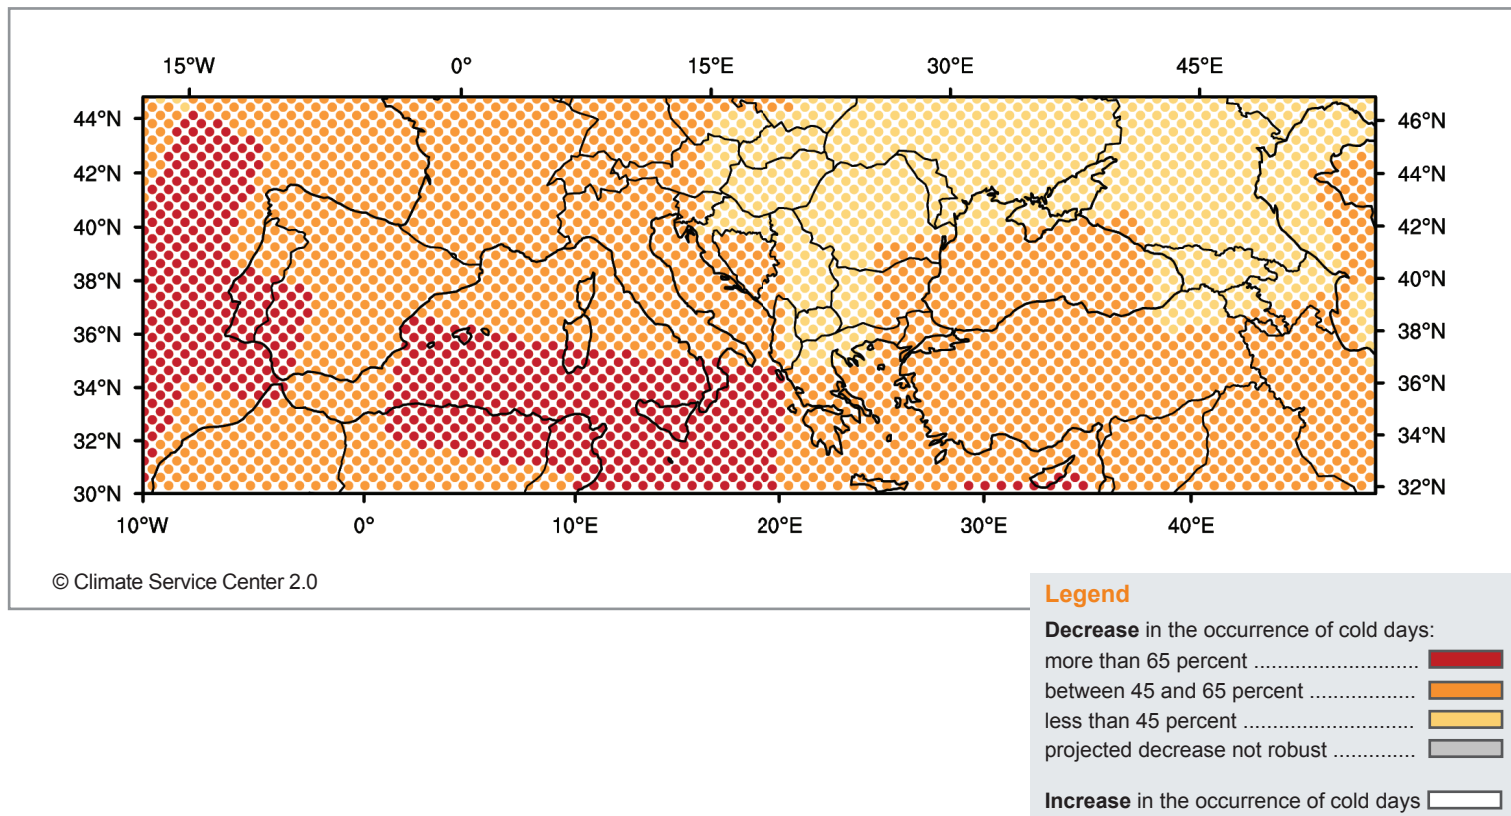 15°W 0° 15°E 30°E 45°E
44°N 46°N
42°N 44°N
40°N 42°N
38°N 40°N
36°N 38°N
34°N 36°N
32°N 34°N
30°N 32°N
10°W 0° 10°E 20°E 30°E 40°E
© Climate Service Center 2.0
Legend
Decrease in the occurrence of cold days:
more than 65 percent ............................
between 45 and 65 percent ..................
less than 45 percent .............................
projected decrease not robust ..............
Increase in the occurrence of cold days